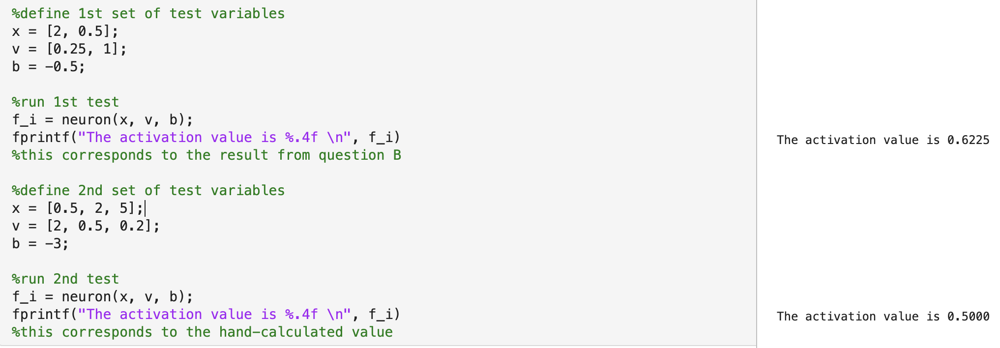 %define 1st set of test variables
x = [2, 0.5];
v = [0.25, 1];
b = −0.5;
%run 1st test
f_i = neuron(x, v, b);
fprintf("The activation value is %.4f \n", f_i)
The activation value is 0.6225
%this corresponds to the result from question B
%define 2nd set of test variables
x = [0.5, 2, 5];
v = [2, 0.5, 0.2];
b = −3;
%run 2nd test
f_i = neuron(x, v, b);
fprintf("The activation value is %.4f \n", f_i)
The activation value is 0.5000
%this corresponds to the hand−calculated value